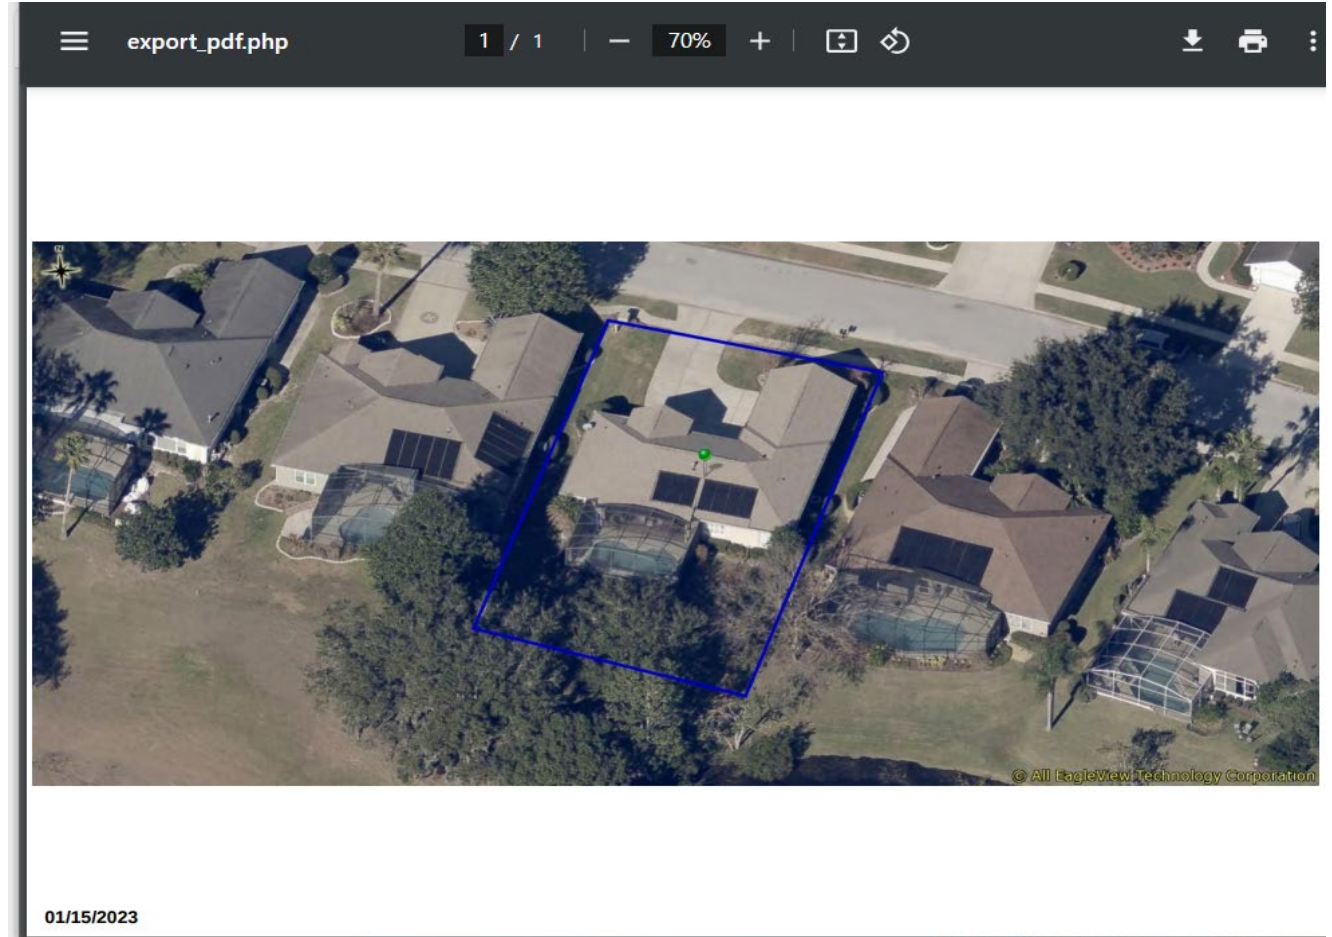 export_pdf.php
1 / 1
70%
N
© All EagleView Technology Corporation
01/15/2023